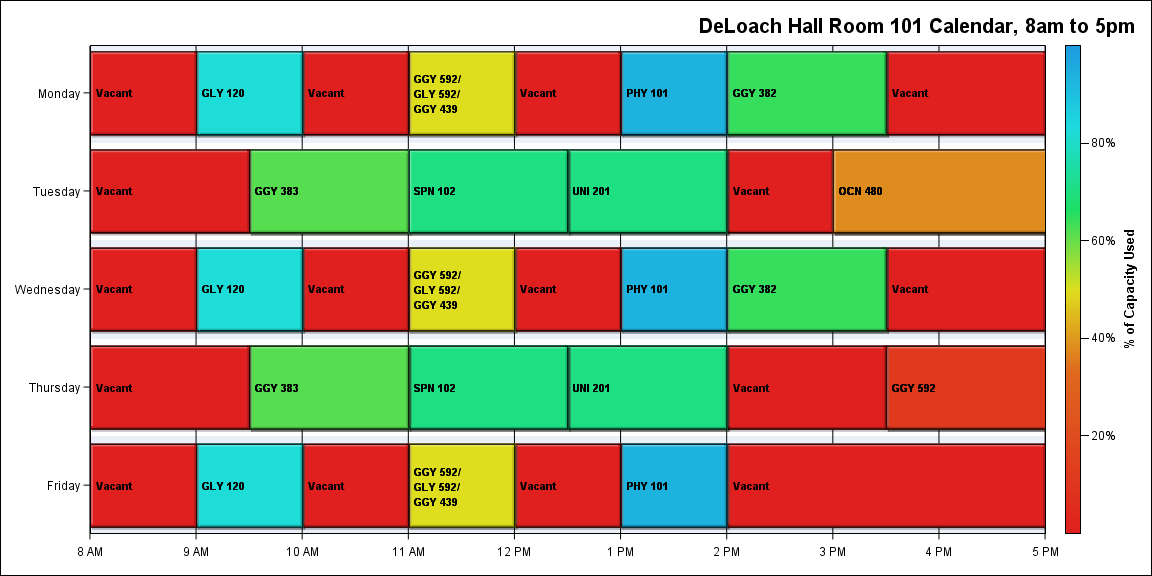 DeLoach Hall Room 101 Calendar, 8am to 5pm
Monday
Vacant
GLY 120
Vacant
GGY 592/
GLY 592/
GGY 439
Vacant
PHY 101
GGY 382
Vacant
Tuesday
Vacant
GGY 383
SPN 102
UNI 201
Vacant
OCN 480
Wednesday
Vacant
GLY 120
Vacant
GGY 592/
GLY 592/
GGY 439
Vacant
PHY 101
GGY 382
Vacant
Thursday
Vacant
GGY 383
SPN 102
UNI 201
Vacant
GGY 592
Friday
Vacant
GLY 120
Vacant
GGY 592/
GLY 592/
GGY 439
Vacant
PHY 101
Vacant
8 AM
9 AM
10 AM
11 AM
12 PM
1 PM
2 PM
3 PM
4 PM
5 PM
80%
60%
40%
20%
% of Capacity Used